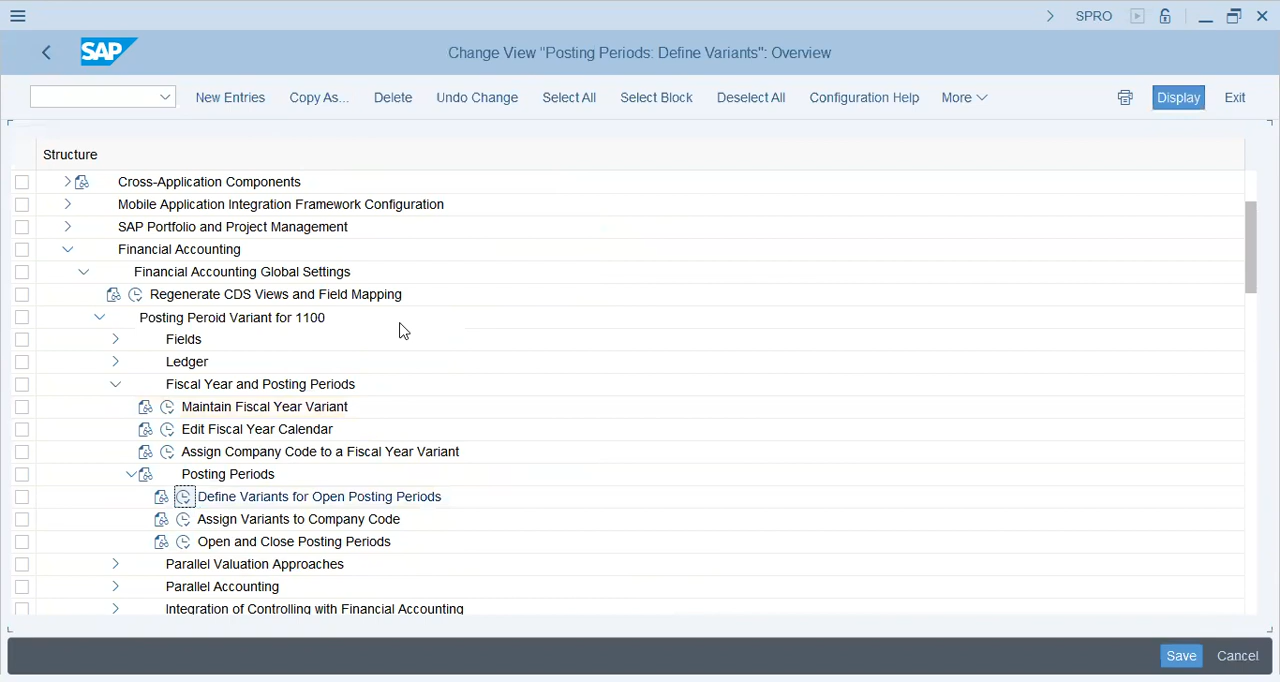 SPRO
SAP
Change View "Posting Periods: Define Variants": Overview
New Entries Copy As... Delete Undo Change Select All Select Block Deselect All Configuration Help More Display Exit
Structure
Cross-Application Components
Mobile Application Integration Framework Configuration
SAP Portfolio and Project Management
Financial Accounting
Financial Accounting Global Settings
Regenerate CDS Views and Field Mapping
Posting Peroid Variant for 1100
Fields
Ledger
Fiscal Year and Posting Periods
Maintain Fiscal Year Variant
Edit Fiscal Year Calendar
Assign Company Code to a Fiscal Year Variant
Posting Periods
Define Variants for Open Posting Periods
Assign Variants to Company Code
Open and Close Posting Periods
Parallel Valuation Approaches
Parallel Accounting
Integration of Controlling with Financial Accounting
Save Cancel